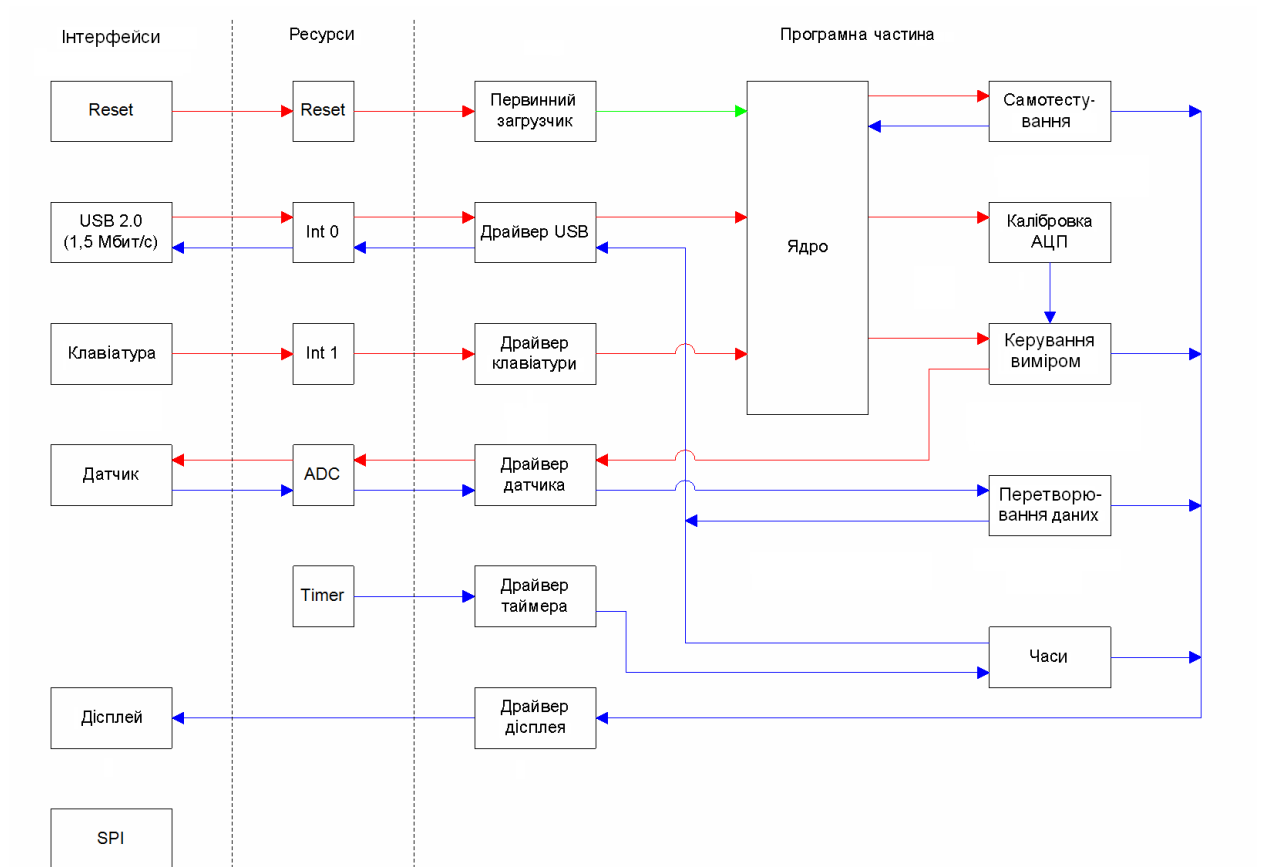 Інтерфейси
Ресурси
Програмна частина
Reset
Reset
Первинний
загрузчик
Самотесту-
вання
USB 2.0
(1,5 Мбит/с)
Int 0
Драйвер USB
Ядро
Калібровка
АЦП
Клавіатура
Int 1
Драйвер
клавіатури
Керування
виміром
Датчик
ADC
Драйвер
датчика
Перетворю-
вання даних
Timer
Драйвер
таймера
Часи
Дісплей
Драйвер
дісплея
SPI